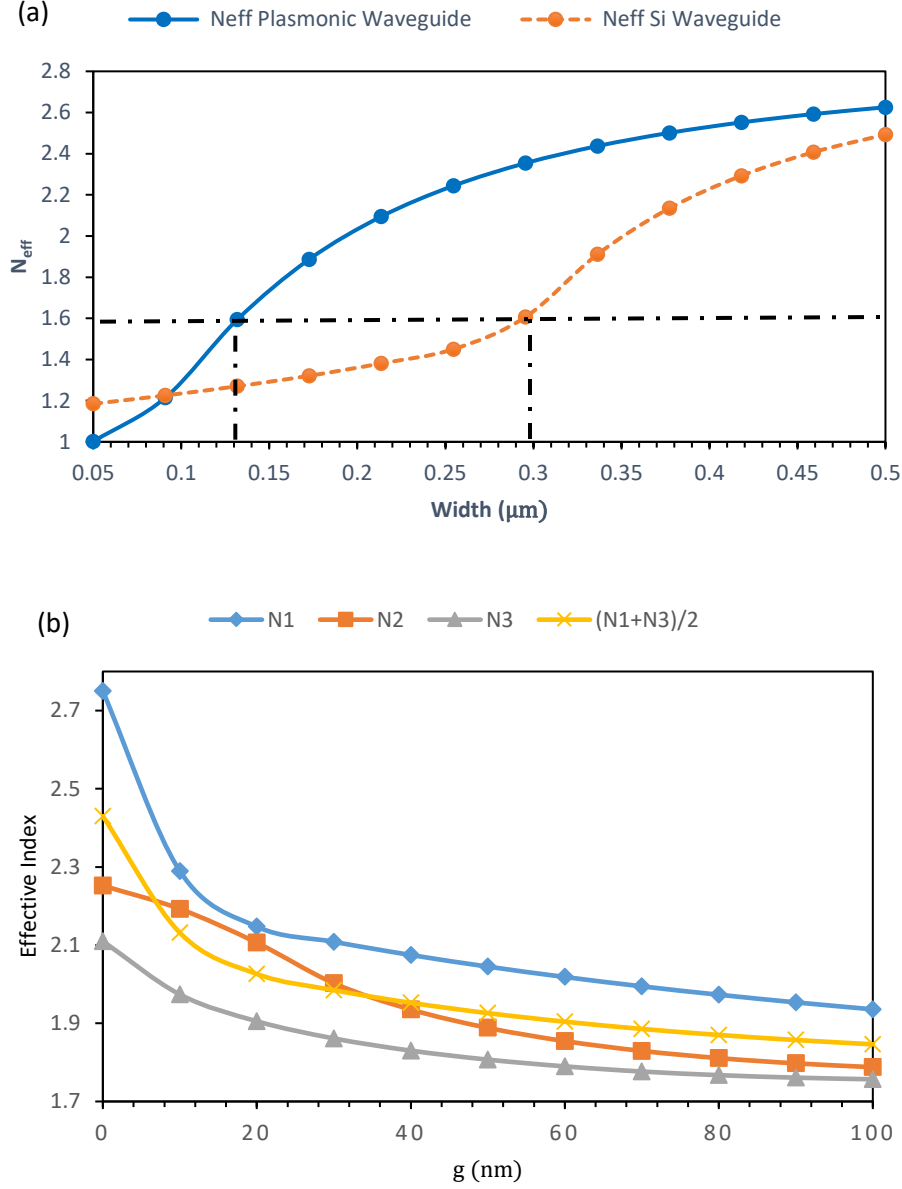 (a)
Neff Plasmonic Waveguide Neff Si Waveguide
2.8
2.6
2.4
2.2
2
1.8
1.6
1.4
1.2
1
N_eff
0.05 0.1 0.15 0.2 0.25 0.3 0.35 0.4 0.45 0.5
Width (μm)
(b)
N1 N2 N3 (N1+N3)/2
2.7
2.5
2.3
2.1
1.9
1.7
Effective Index
0 20 40 60 80 100
g (nm)